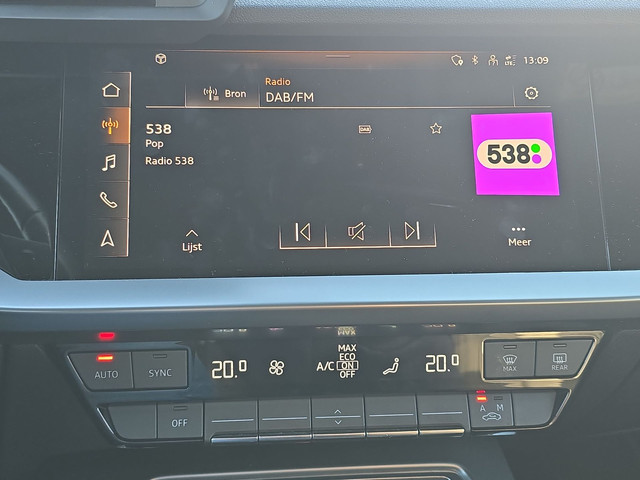 13:09
Radio
Bron
DAB/FM
538
DAB
Pop
Radio 538
538
Lijst
Meer
MAX
ECO
AUTO
SYNC
20.0
A/C ON
20.0
MAX
REAR
OFF
OFF
A M